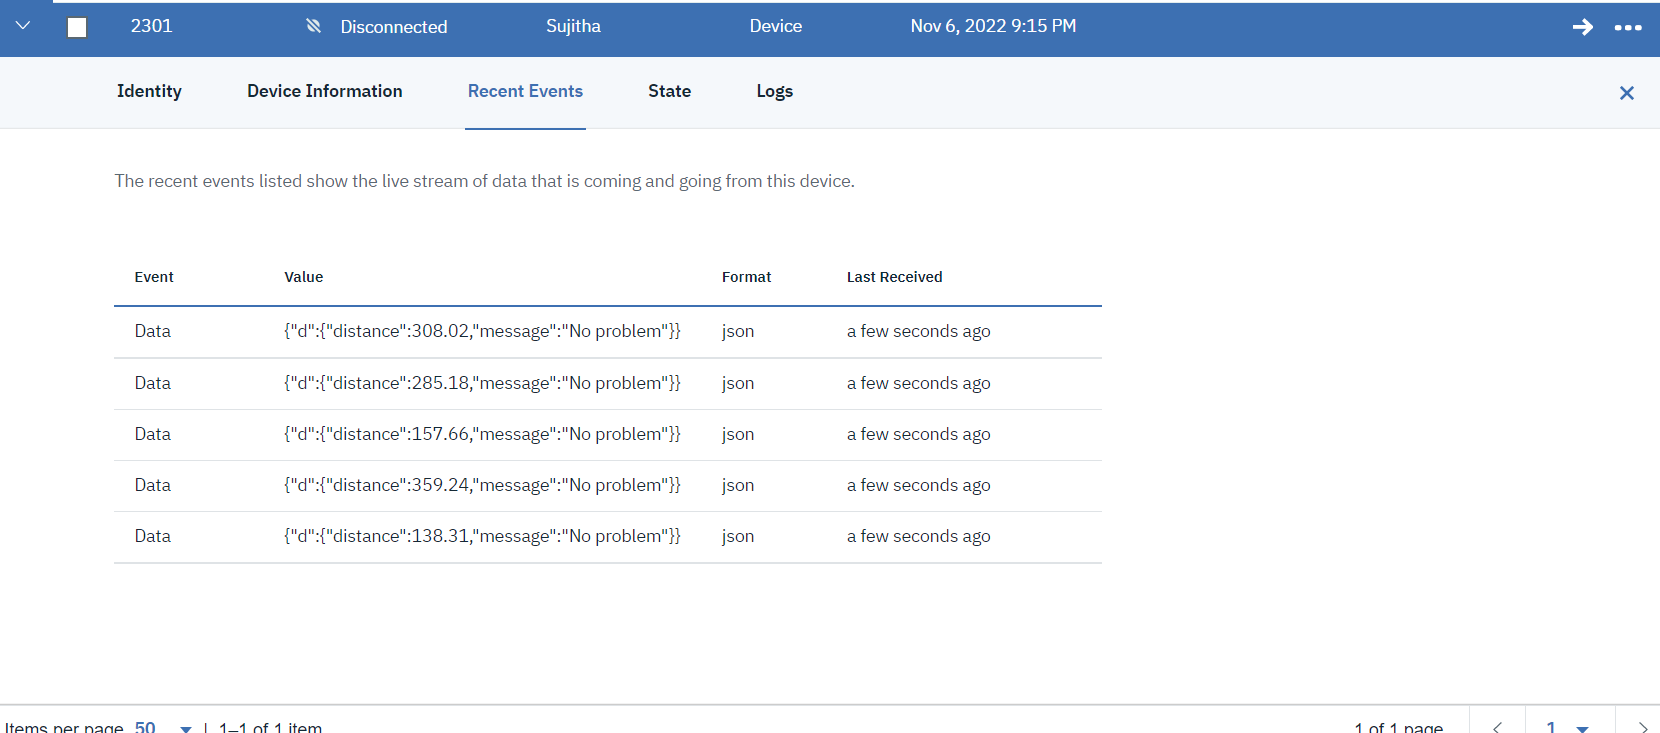 2301 Disconnected Sujitha Device Nov 6, 2022 9:15 PM
Identity Device Information Recent Events State Logs
The recent events listed show the live stream of data that is coming and going from this device.
Event Value Format Last Received
Data {"d":{"distance":308.02,"message":"No problem"}} json a few seconds ago
Data {"d":{"distance":285.18,"message":"No problem"}} json a few seconds ago
Data {"d":{"distance":157.66,"message":"No problem"}} json a few seconds ago
Data {"d":{"distance":359.24,"message":"No problem"}} json a few seconds ago
Data {"d":{"distance":138.31,"message":"No problem"}} json a few seconds ago
Items per page 50 | 1–1 of 1 item 1 of 1 page 1